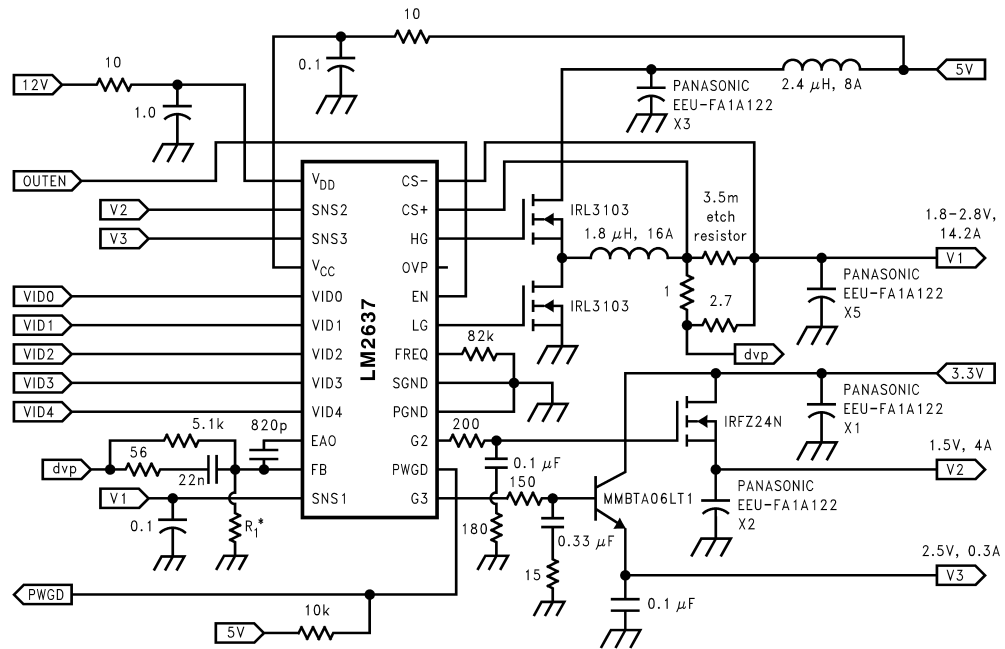 10
10
0.1
12V
1.0
2.4 μH, 8A
5V
PANASONIC
EEU-FA1A122
X3
OUTEN
V2
V3
VDD
SNS2
SNS3
VCC
VID0
VID1
VID2
VID3
VID4
EAO
FB
SNS1
LM2637
CS-
CS+
HG
OVP
EN
LG
FREQ
SGND
PGND
G2
PWGD
G3
VID0
VID1
VID2
VID3
VID4
IRL3103
1.8 μH, 16A
3.5m
etch
resistor
1.8-2.8V,
14.2A
V1
PANASONIC
EEU-FA1A122
X5
IRL3103
1
2.7
dvp
82k
3.3V
PANASONIC
EEU-FA1A122
X1
IRFZ24N
1.5V, 4A
V2
PANASONIC
EEU-FA1A122
X2
200
0.1 μF
150
180
MMBTA06LT1
0.33 μF
15
2.5V, 0.3A
V3
0.1 μF
5.1k
820p
dvp
56
22n
V1
0.1
R1*
PWGD
10k
5V